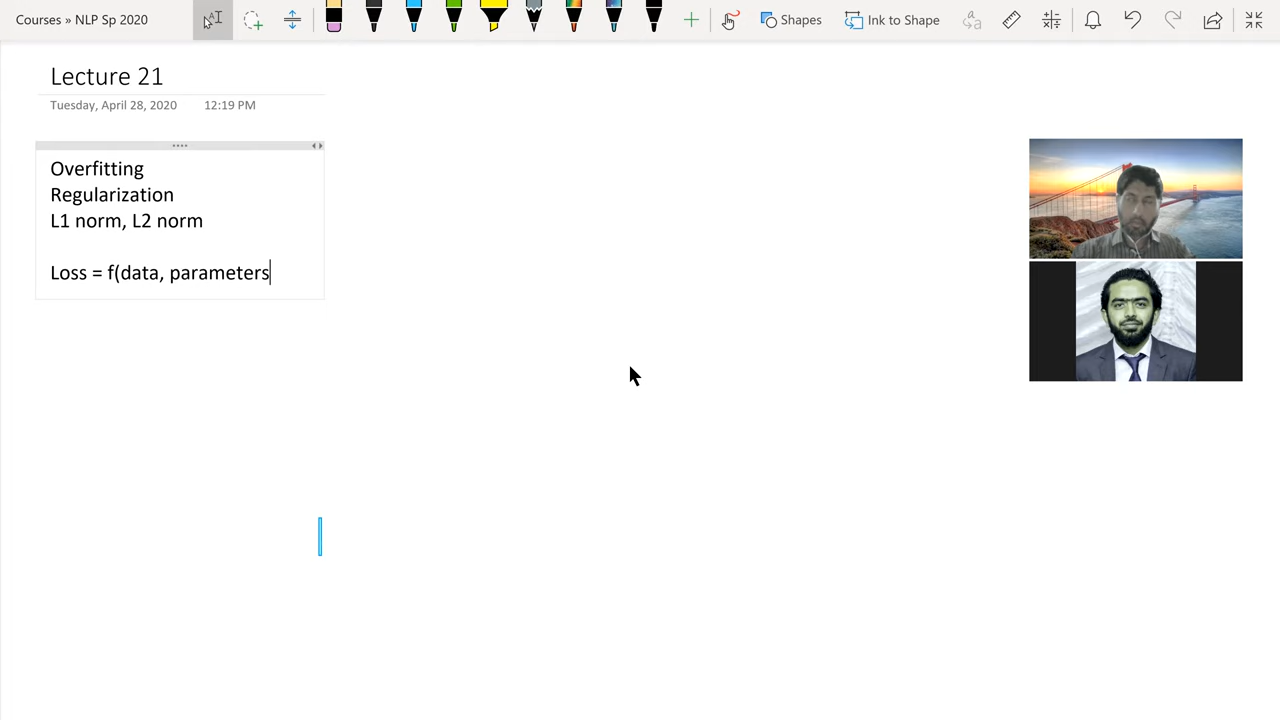 Courses » NLP Sp 2020
Shapes
Ink to Shape
Lecture 21
Tuesday, April 28, 2020 12:19 PM
Overfitting
Regularization
L1 norm, L2 norm
Loss = f(data, parameters